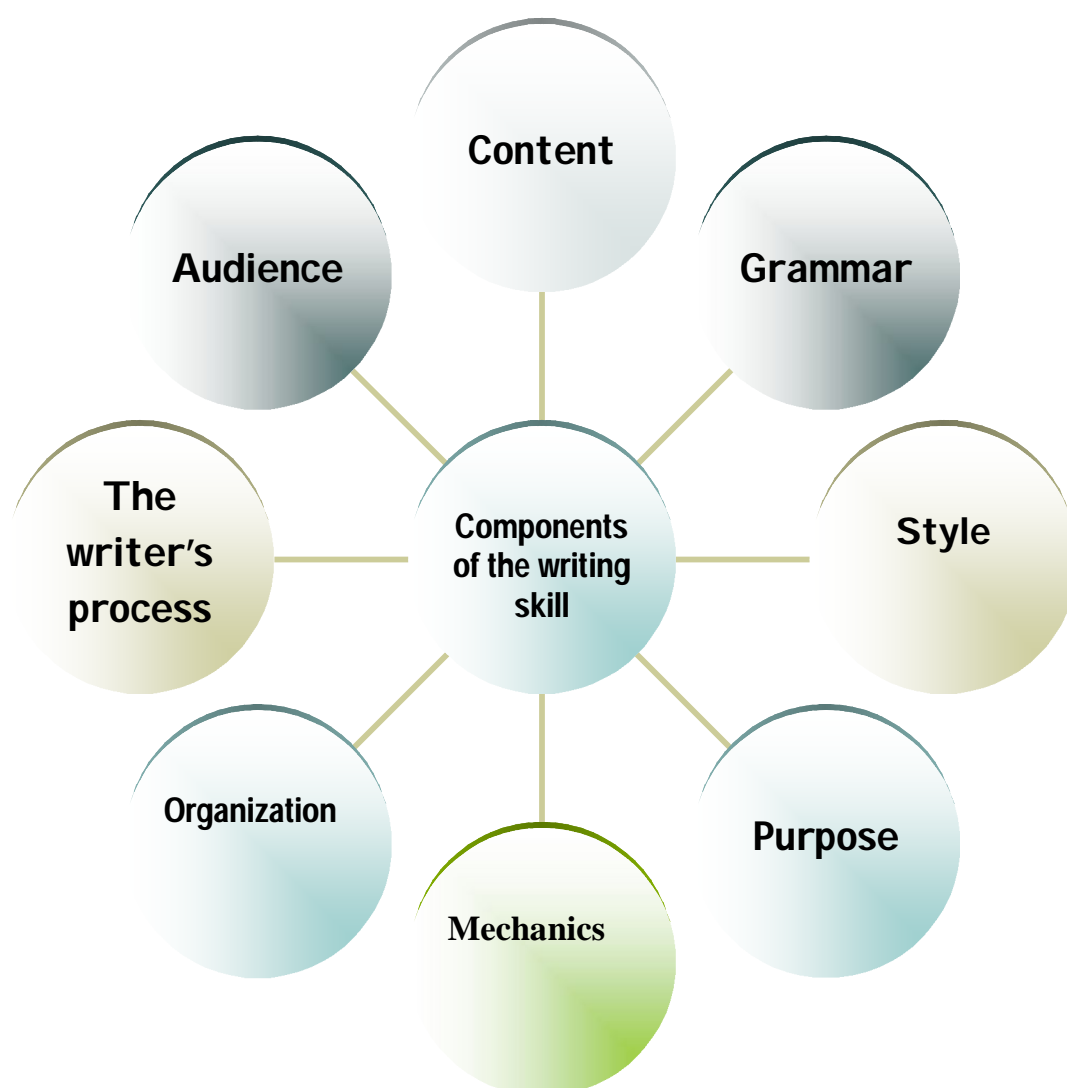 Content
Audience
Grammar
The
writer's
process
Components
of the writing
skill
Style
Organization
Purpose
Mechanics